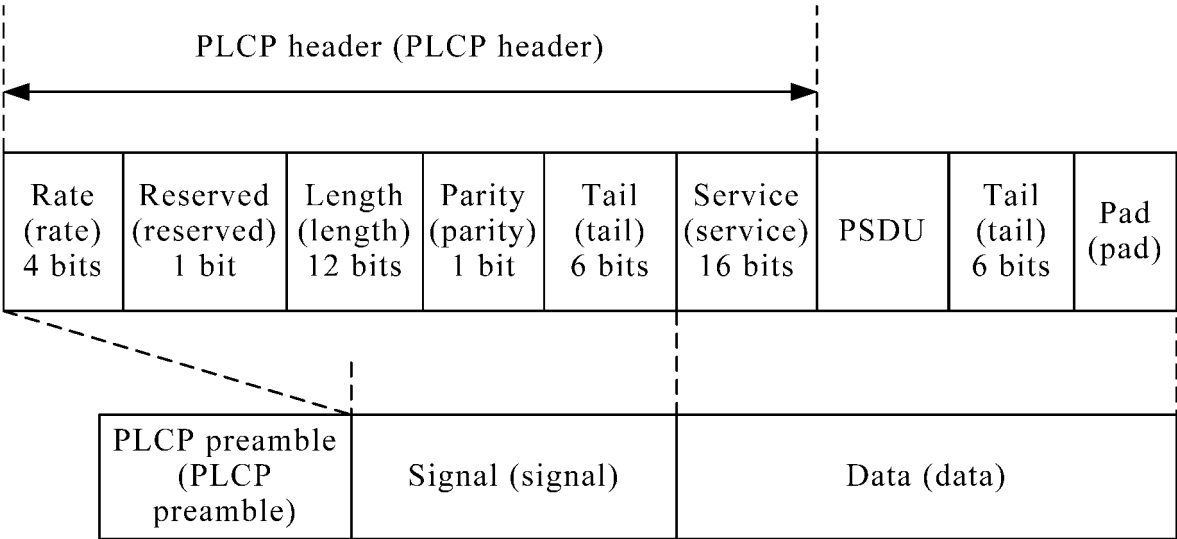 PLCP header (PLCP header)
Rate
(rate)
4 bits
Reserved
(reserved)
1 bit
Length
(length)
12 bits
Parity
(parity)
1 bit
Tail
(tail)
6 bits
Service
(service)
16 bits
PSDU
Tail
(tail)
6 bits
Pad
(pad)
PLCP preamble
(PLCP
preamble)
Signal (signal)
Data (data)